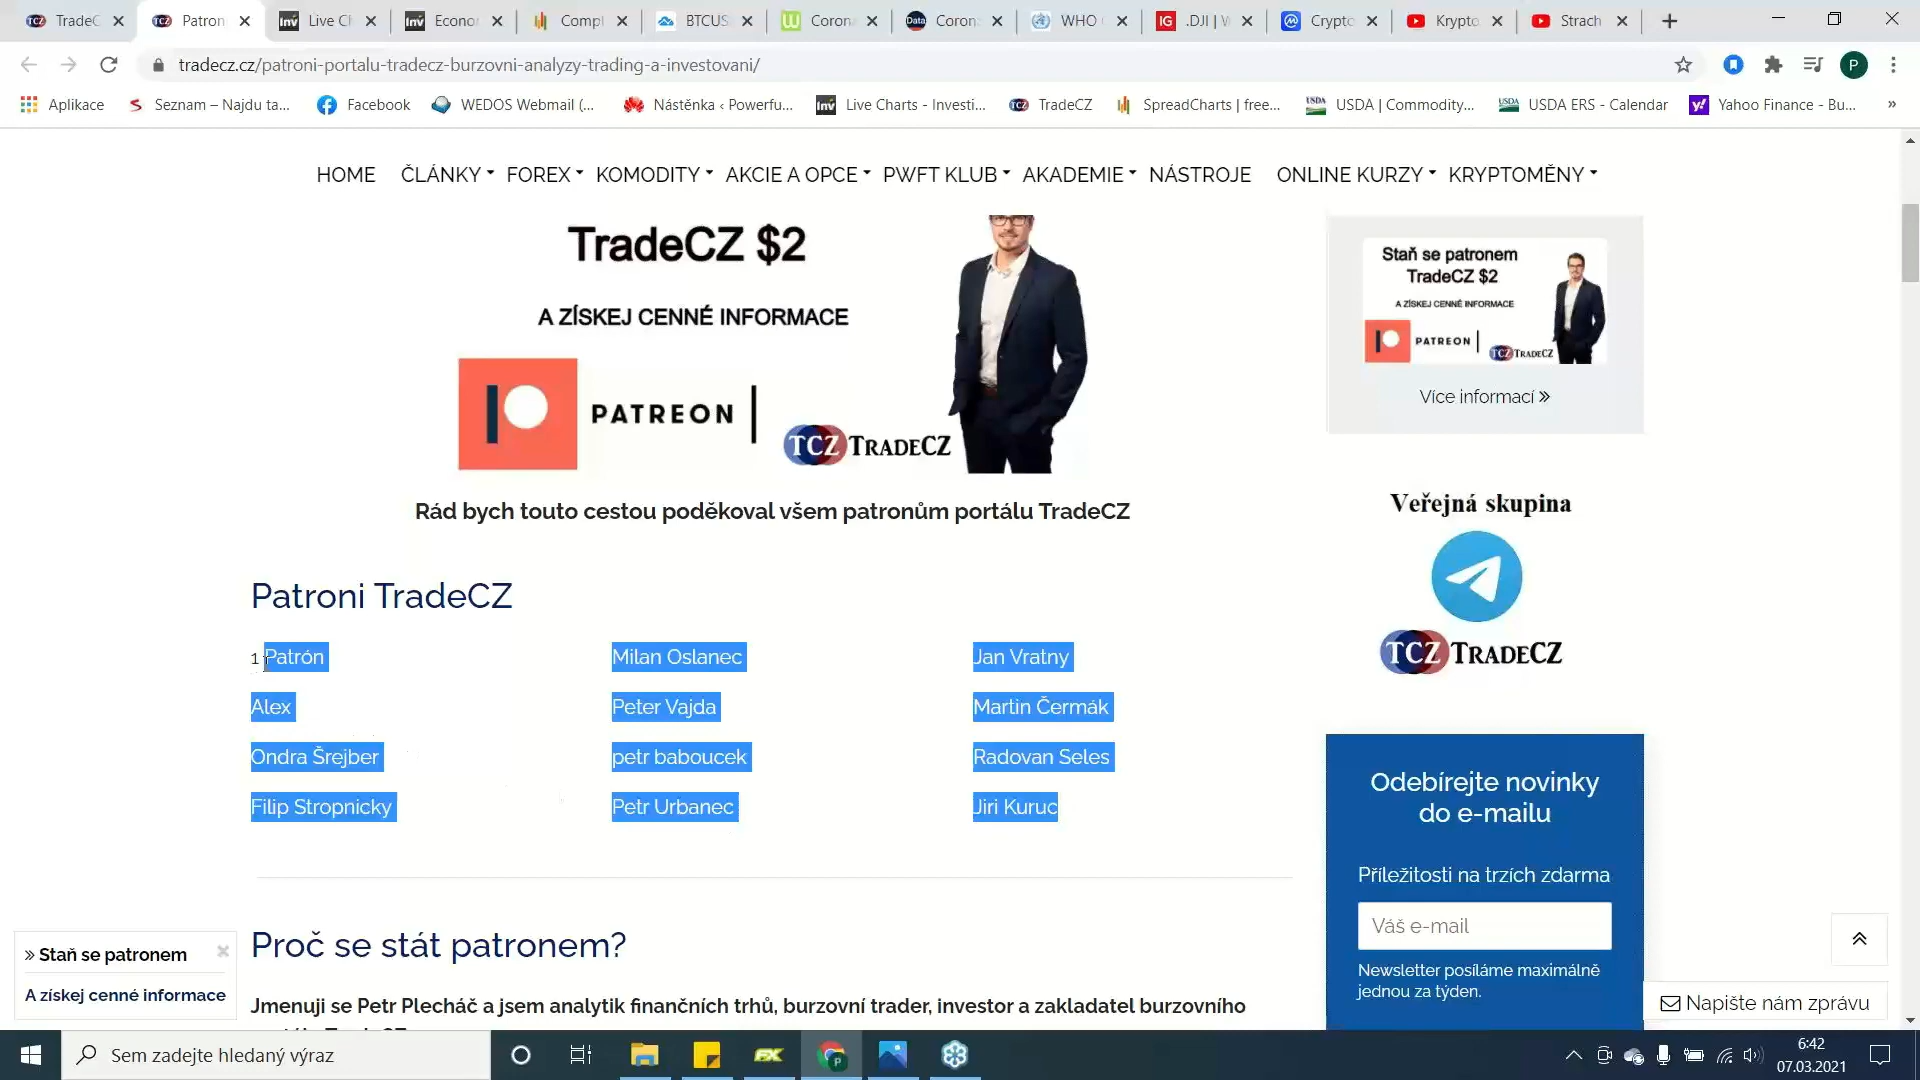 TradeC
Patron
Live Ch
Econo
Compl
BTCUS
Coron
Coron
WHO
.DJI | W
Crypto
Krypto
Strach
tradecz.cz/patroni-portalu-tradecz-burzovni-analyzy-trading-a-investovani/
P
Aplikace
Seznam – Najdu ta...
Facebook
WEDOS Webmail (...
Nástěnka ‹ Powerfu...
Live Charts - Investi...
TradeCZ
SpreadCharts | free...
USDA | Commodity...
USDA ERS - Calendar
Yahoo Finance - Bu...
»
HOME ČLÁNKY FOREX KOMODITY AKCIE A OPCE PWFT KLUB AKADEMIE NÁSTROJE ONLINE KURZY KRYPTOMĚNY
TradeCZ $2
A ZÍSKEJ CENNÉ INFORMACE
PATREON | TCZ TRADECZ
Rád bych touto cestou poděkoval všem patronům portálu TradeCZ
Patroni TradeCZ
1 Patrón
Milan Oslanec
Jan Vratny
Alex
Peter Vajda
Martin Čermák
Ondra Šrejber
petr baboucek
Radovan Seles
Filip Stropnicky
Petr Urbanec
Jiri Kuruc
Proč se stát patronem?
Jmenuji se Petr Plecháč a jsem analytik finančních trhů, burzovní trader, investor a zakladatel burzovního
Staň se patronem
TradeCZ $2
A ZÍSKEJ CENNÉ INFORMACE
PATREON | TCZ TRADECZ
Více informací »
Veřejná skupina
TCZ TRADECZ
Odebírejte novinky
do e-mailu
Příležitosti na trzích zdarma
Váš e-mail
Newsletter posíláme maximálně
jednou za týden.
» Staň se patronem
A získej cenné informace
Napište nám zprávu
Sem zadejte hledaný výraz
6:42
07.03.2021